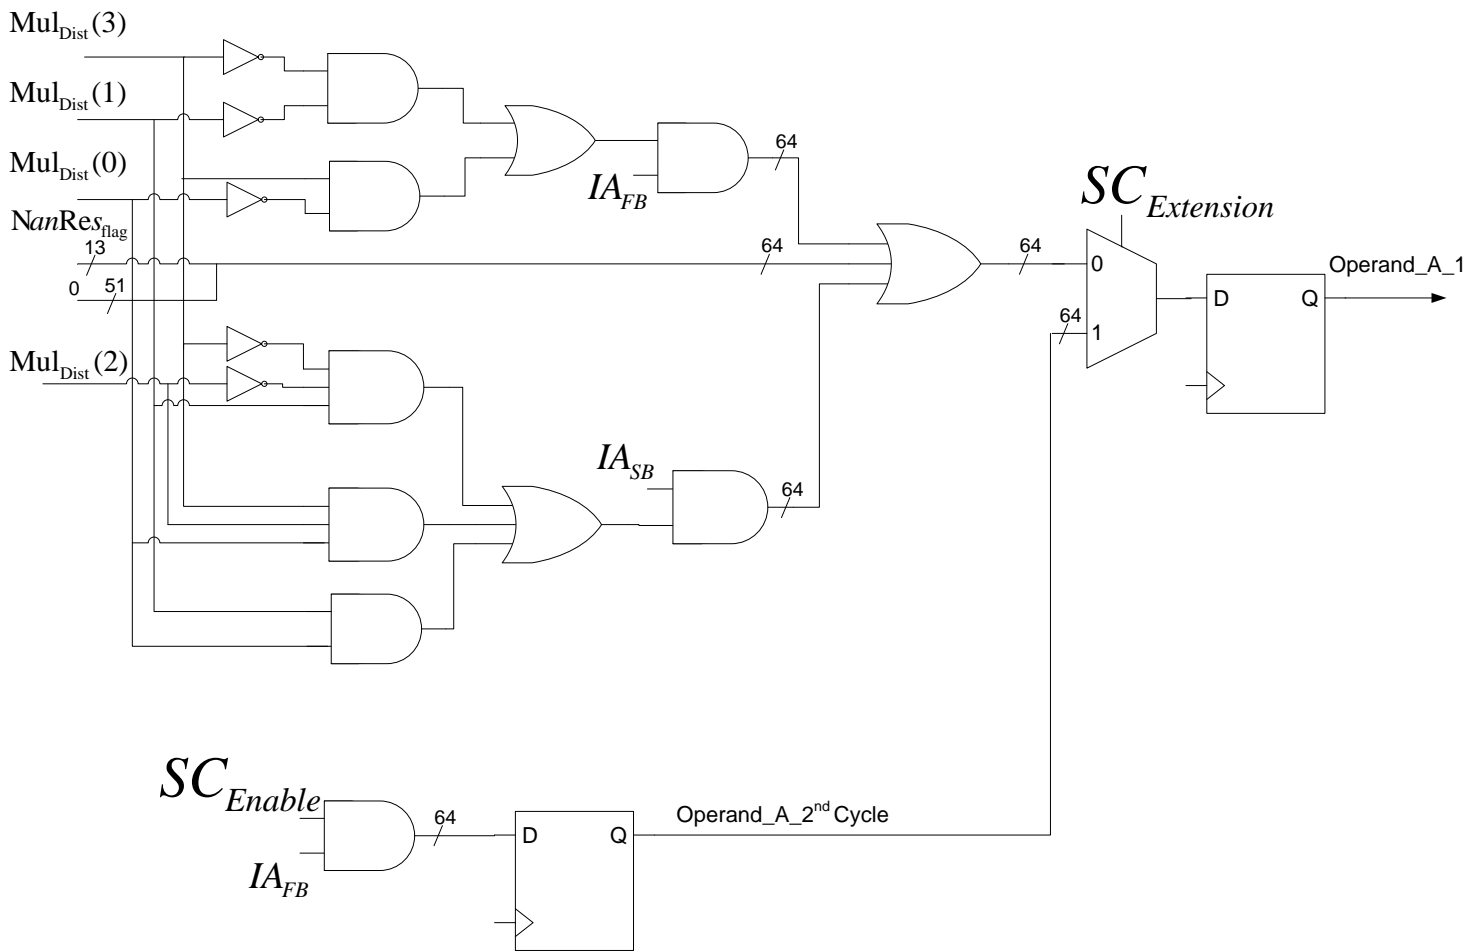 Mul_Dist(3)
Mul_Dist(1)
Mul_Dist(0)
NanRes_flag
13
0
51
IA_FB
64
64
64
SC_Extension
0
64
1
D
Q
Operand_A_1
Mul_Dist(2)
IA_SB
64
SC_Enable
IA_FB
64
D
Q
Operand_A_2nd Cycle